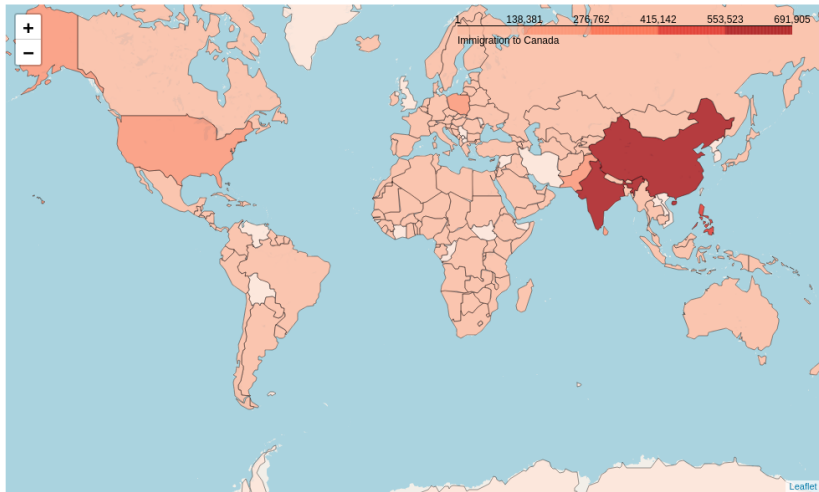 +
−
1 138,381 276,762 415,142 553,523 691,905
Immigration to Canada
Leaflet